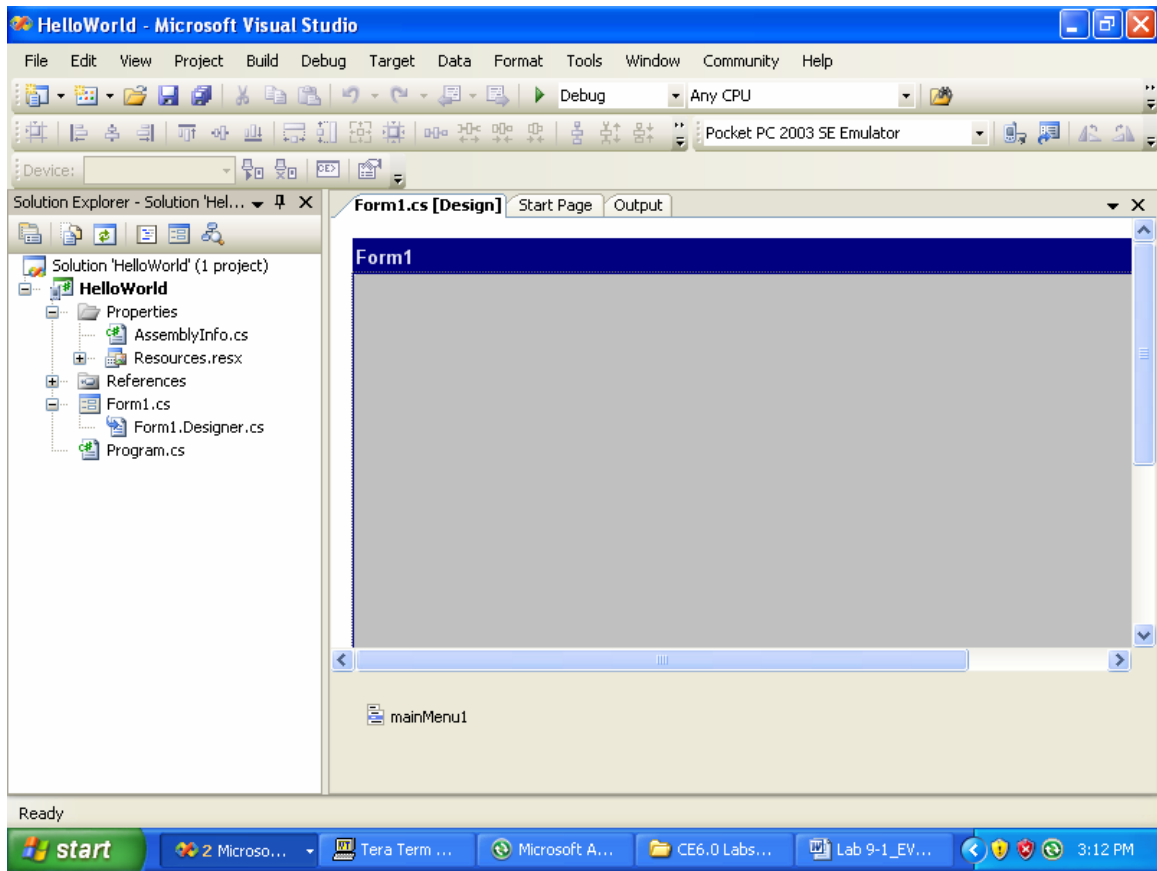 HelloWorld - Microsoft Visual Studio
File Edit View Project Build Debug Target Data Format Tools Window Community Help
Debug Any CPU
Pocket PC 2003 SE Emulator
Device:
Solution Explorer - Solution 'Hel...
Form1.cs [Design] Start Page Output
Solution 'HelloWorld' (1 project)
HelloWorld
Properties
AssemblyInfo.cs
Resources.resx
References
Form1.cs
Form1.Designer.cs
Program.cs
Form1
mainMenu1
Ready
start 2 Microso... Tera Term ... Microsoft A... CE6.0 Labs... Lab 9-1_EV... 3:12 PM